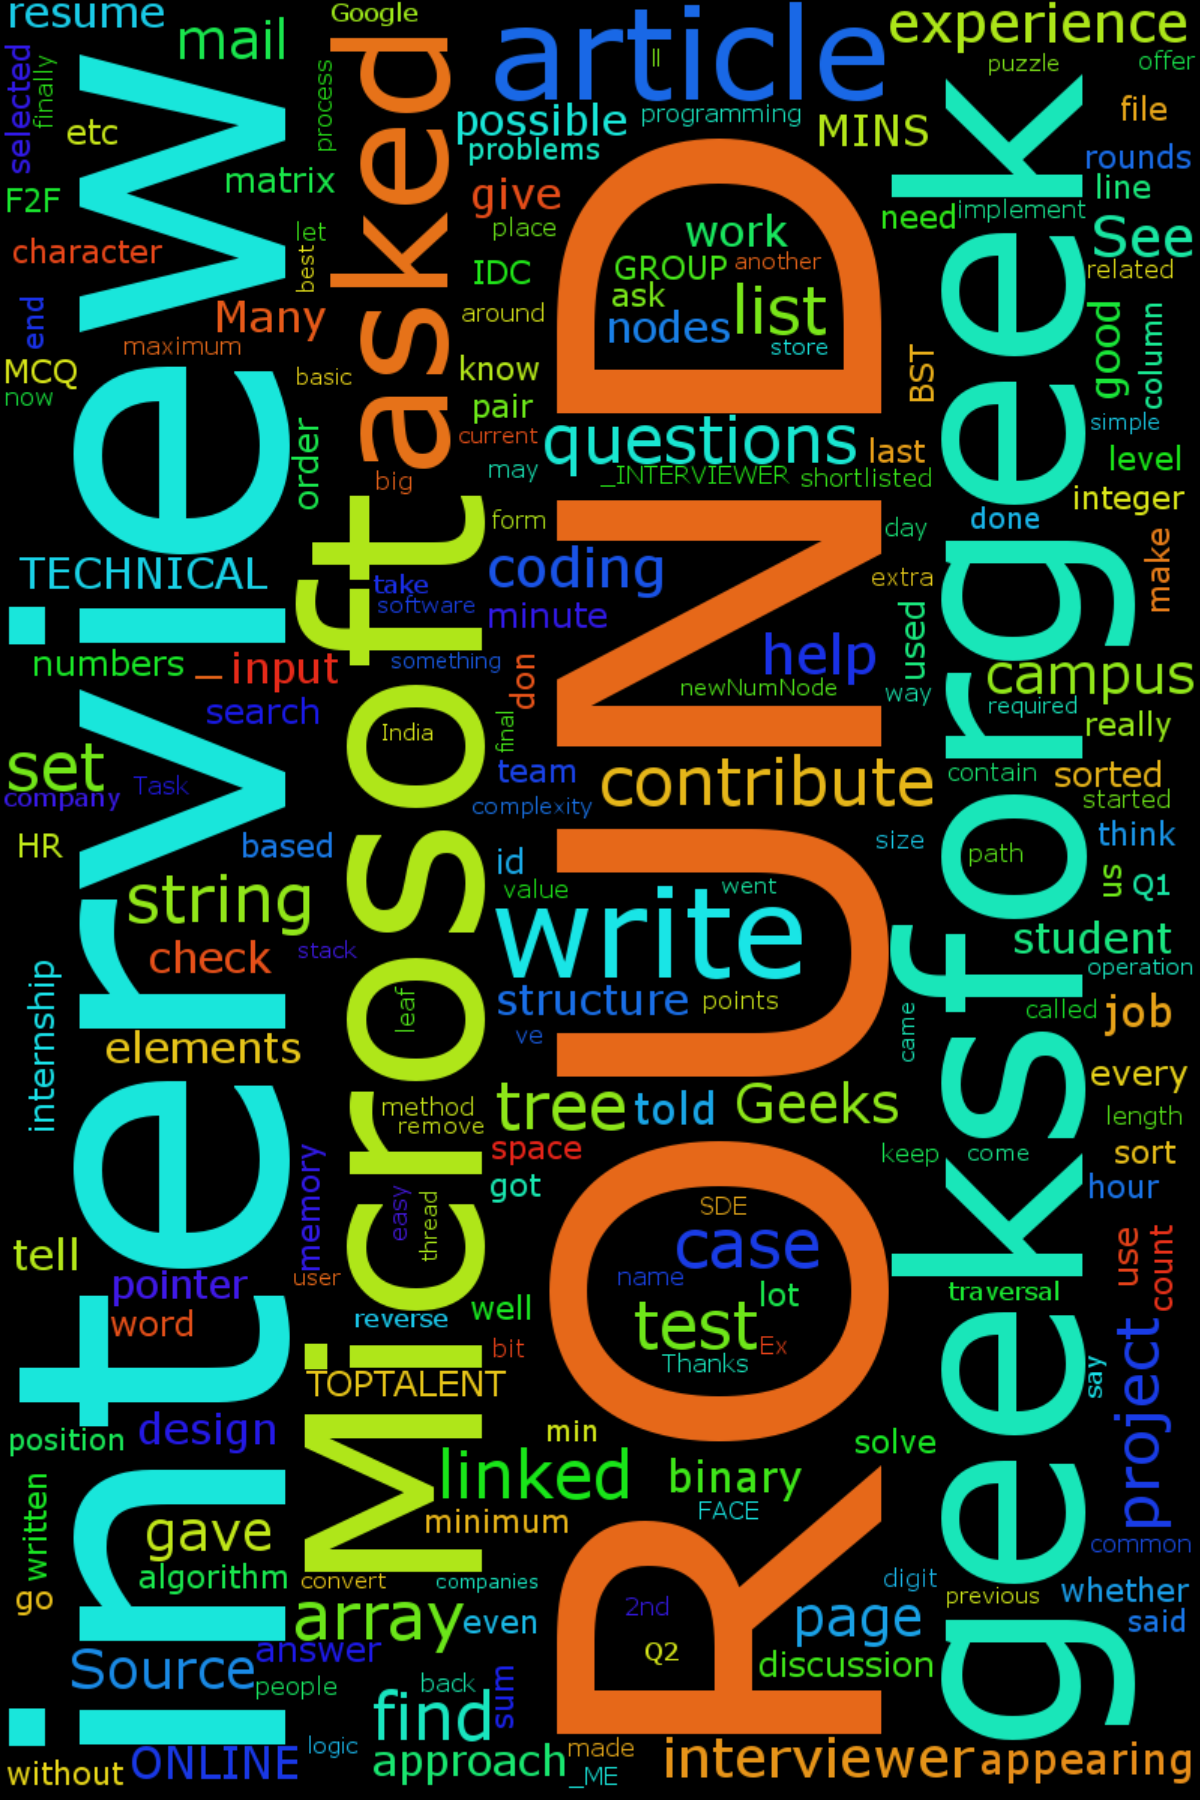 resume
mail
Google
article
experience
selected
finally
etc
process
ll
puzzle
offer
possible
programming
MINS
file
problems
rounds
F2F
matrix
give
line
character
let
place
need
implement
See
best
IDC
work
related
end
Many
around
GROUP
another
ask
list
good
column
maximum
nodes
store
MCQ
basic
know
BST
now
pair
simple
order
current
questions
last
level
big
may
_INTERVIEWER
shortlisted
integer
interview
asked
form
day
done
TECHNICAL
take
coding
extra
make
software
minute
used
numbers
_
input
something
don
help
campus
search
newNumNode
way
required
India
final
really
set
Task
team
contribute
contain
sorted
company
complexity
started
HR
based
id
size
path
think
string
value
went
us
Q1
check
stack
write
student
operation
internship
leaf
structure
points
came
called
job
elements
ve
every
Microsoft
method
tree
told
Geeks
length
remove
space
keep
come
sort
memory
easy
thread
got
hour
tell
SDE
case
use
count
pointer
user
name
traversal
word
reverse
well
lot
test
Ex
bit
Thanks
project
say
TOPTALENT
position
design
min
solve
linked
binary
written
gave
minimum
FACE
common
algorithm
convert
companies
digit
previous
whether
go
array
even
2nd
page
said
ROUND
geeksforgeek
answer
Q2
discussion
Source
people
back
sum
find
logic
made
interviewer
appearing
without
ONLINE
approach
_ME